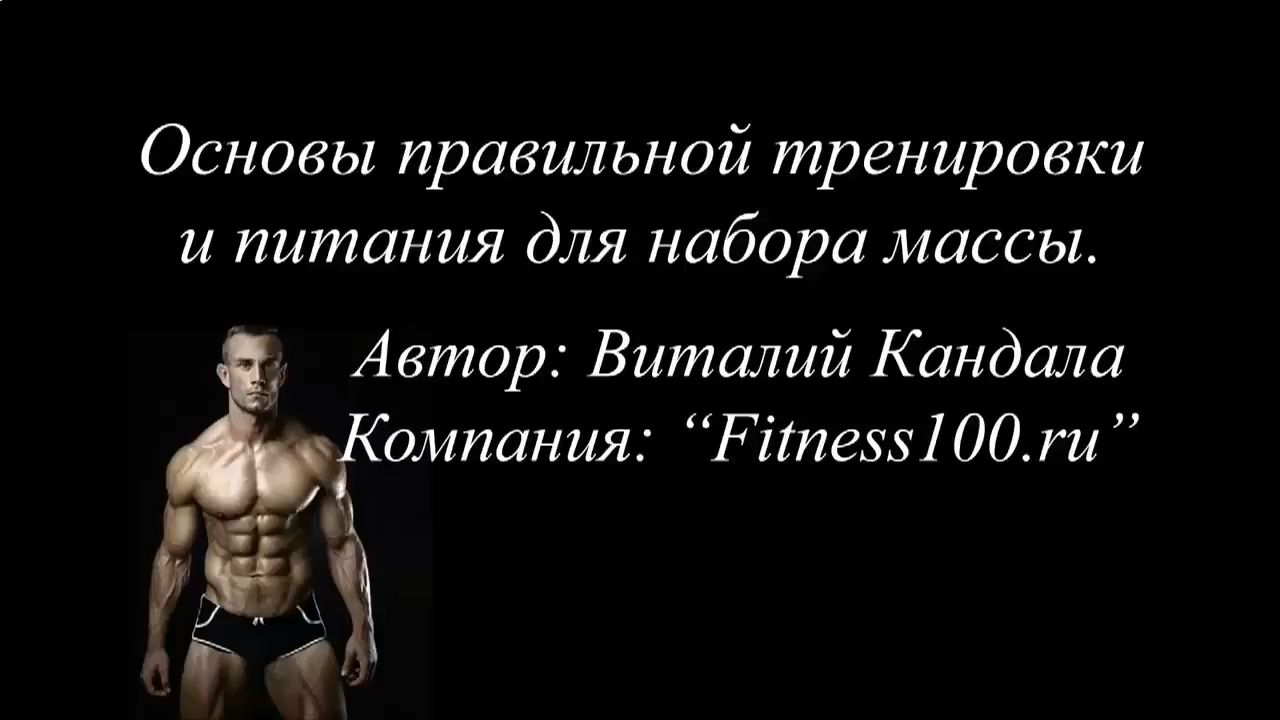 Основы правильной тренировки
и питания для набора массы.
Автор: Виталий Кандала
Компания: “Fitness100.ru”